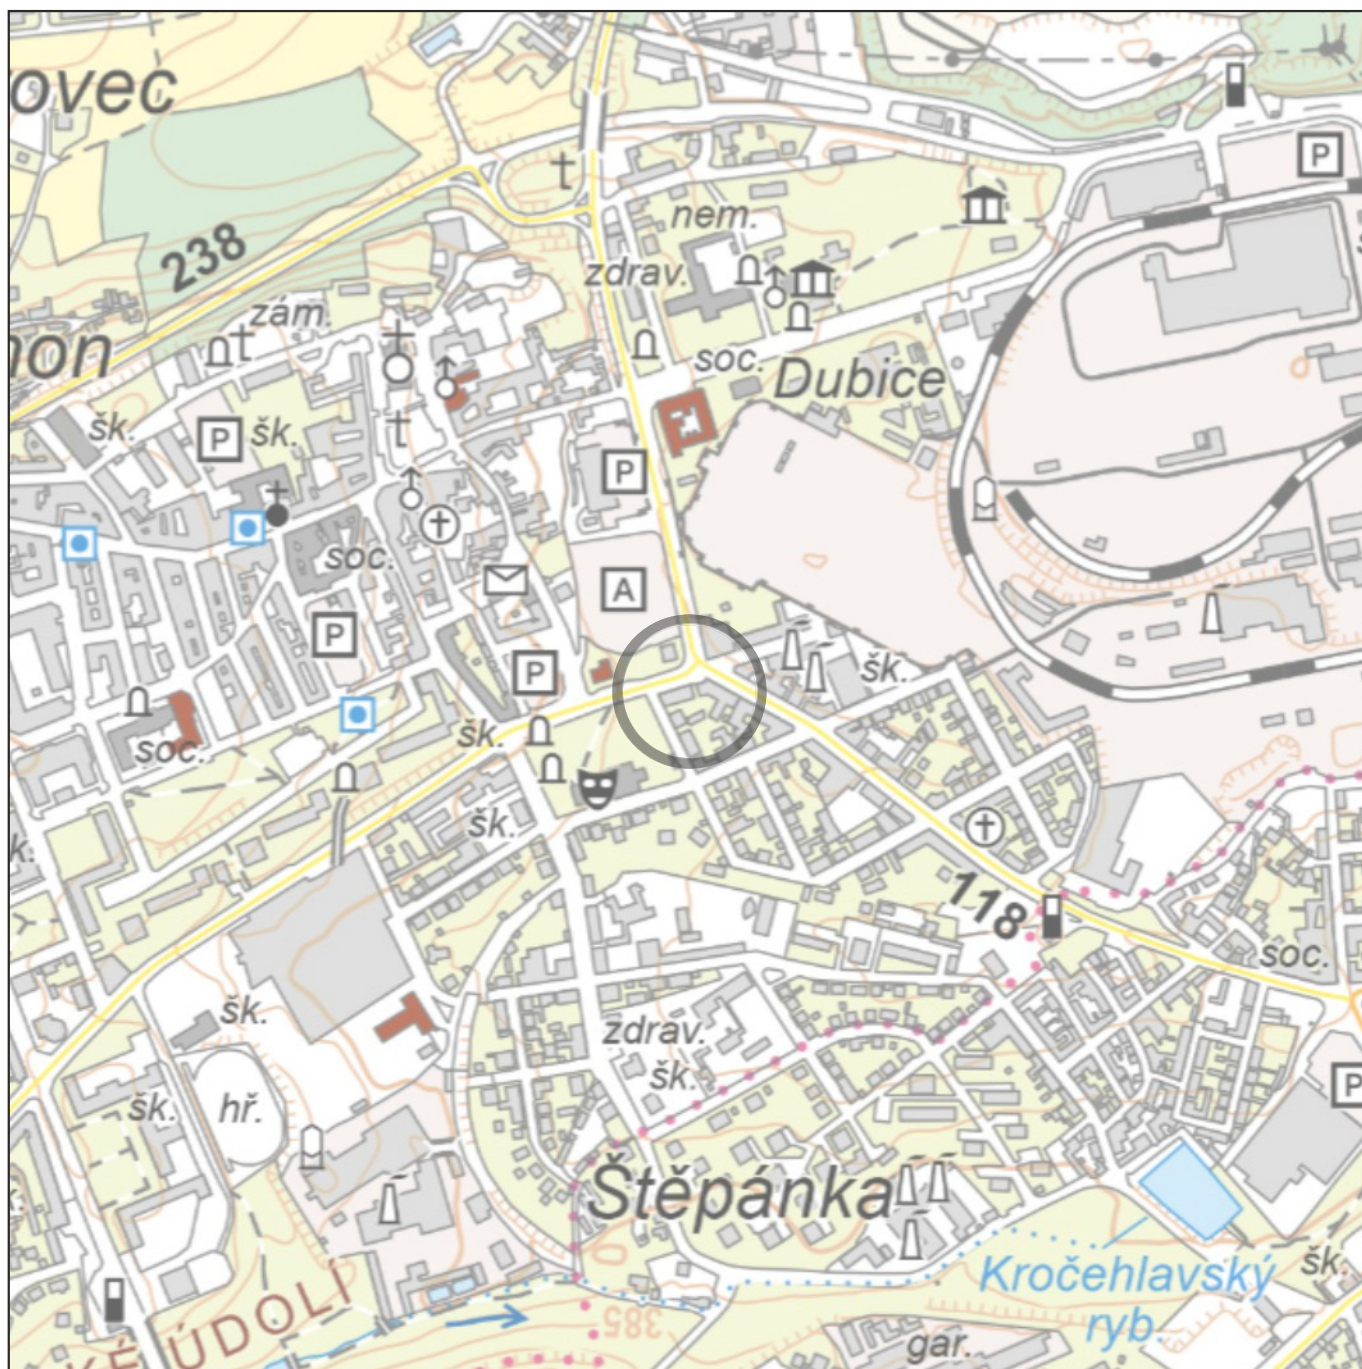 ovec
238
nem.
zdrav.
P
zám.
non
soc.
Dubice
šk.
P
šk.
P
soc.
A
P
P
šk.
soc.
šk.
šk.
k.
118
soc.
šk.
zdrav.
šk.
P
šk.
hř.
Štěpánka
Kročehlavský
ryb.
šk.
KÉ ÚDOLÍ
385
gar.